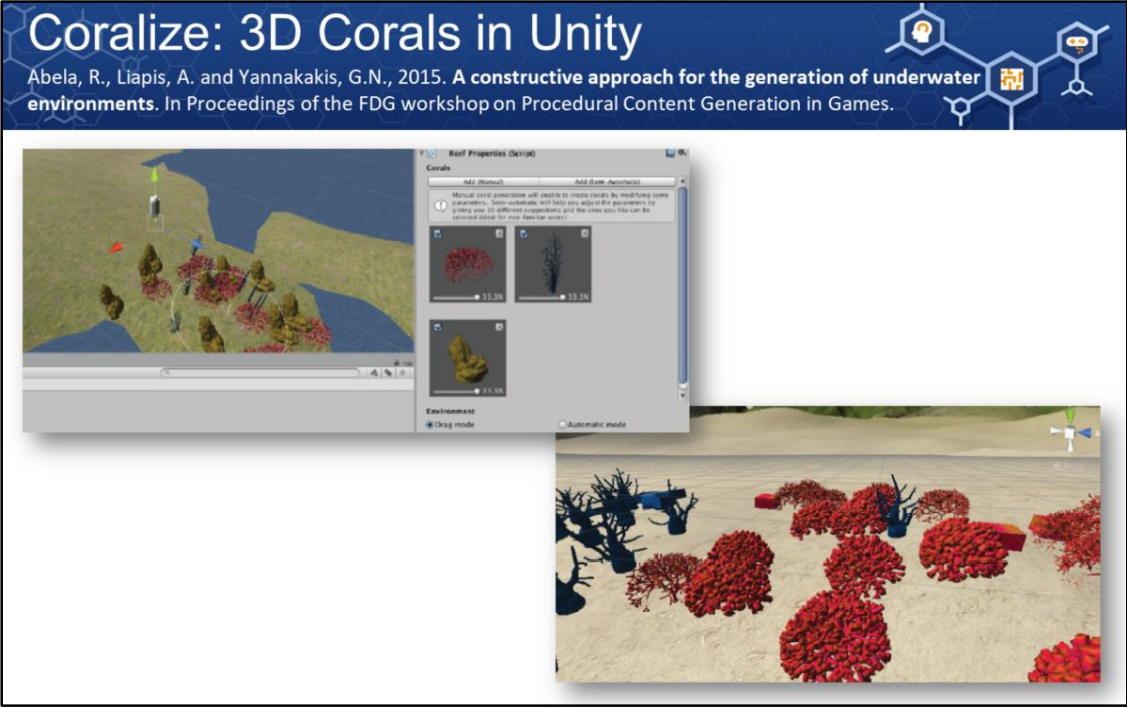 Coralize: 3D Corals in Unity
Abela, R., Liapis, A. and Yannakakis, G.N., 2015. A constructive approach for the generation of underwater
environments. In Proceedings of the FDG workshop on Procedural Content Generation in Games.
Reef Properties (Script)
Corals
Add (Manual) Add (Semi-Automatic)
Manual coral generation will enable to create corals by modifying some
parameters. Semi-automatic will help you adjust the parameters by
giving you 10 different suggestions and the ones you like can be
selected (ideal for non-familiar users)
33.3% 33.3%
33.3%
Environment
Drag mode Automatic mode